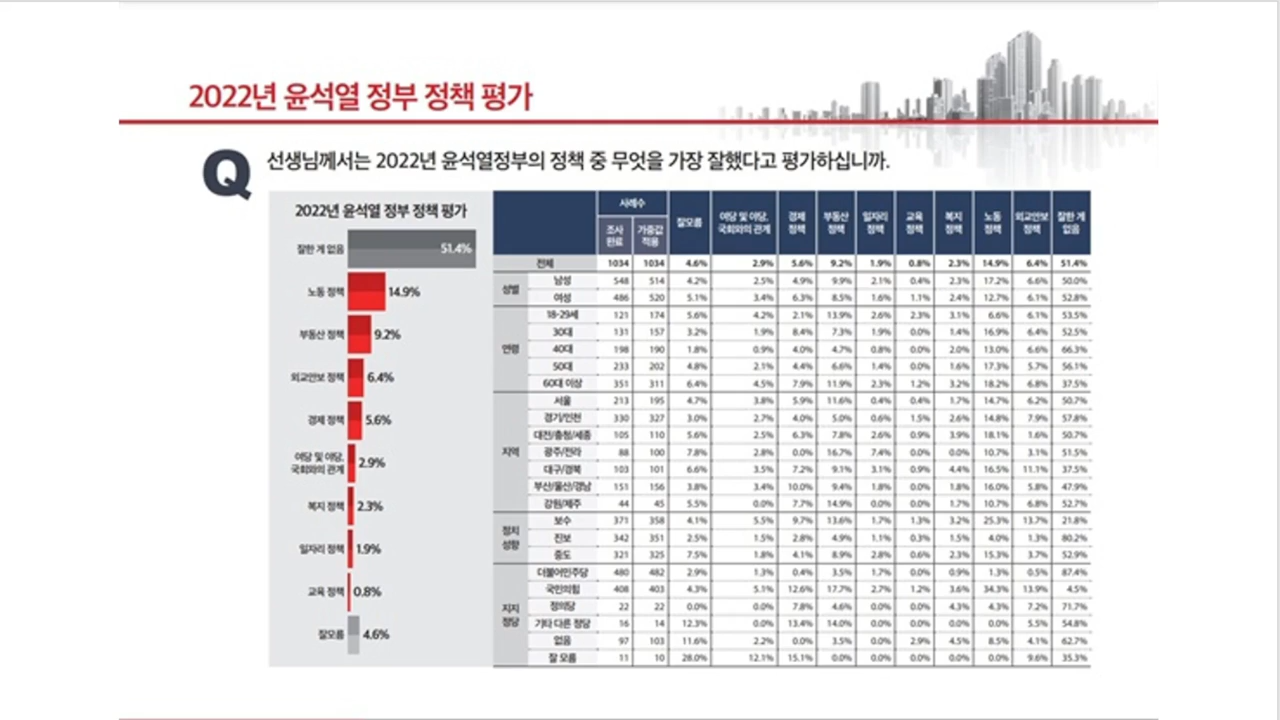 2022년 윤석열 정부 정책 평가
Q 선생님께서는 2022년 윤석열정부의 정책 중 무엇을 가장 잘했다고 평가하십니까.
2022년 윤석열 정부 정책 평가
잘한 게 없음 51.4%
노동 정책 14.9%
부동산 정책 9.2%
외교안보 정책 6.4%
경제 정책 5.6%
여당 및 야당,
국회와의 관계 2.9%
복지 정책 2.3%
일자리 정책 1.9%
교육 정책 0.8%
잘모름 4.6%
사례수 조사 완료 가중값 적용 잘모름 여당 및 야당, 국회와의 관계 경제 정책 부동산 정책 일자리 정책 교육 정책 복지 정책 노동 정책 외교안보 정책 잘한 게 없음
전체 1034 1034 4.6% 2.9% 5.6% 9.2% 1.9% 0.8% 2.3% 14.9% 6.4% 51.4%
성별 남성 548 514 4.2% 2.5% 4.9% 9.9% 2.1% 0.4% 2.3% 17.2% 6.6% 50.0%
여성 486 520 5.1% 3.4% 6.3% 8.5% 1.6% 1.1% 2.4% 12.7% 6.1% 52.8%
연령 18-29세 121 174 5.6% 4.2% 2.1% 13.9% 2.6% 2.3% 3.1% 6.6% 6.1% 53.5%
30대 131 157 3.2% 1.9% 8.4% 7.3% 1.9% 0.0% 1.4% 16.9% 6.4% 52.5%
40대 198 190 1.8% 0.9% 4.0% 4.7% 0.8% 0.0% 2.0% 13.0% 6.6% 66.3%
50대 233 202 4.8% 2.1% 4.4% 6.6% 1.4% 0.0% 1.6% 17.3% 5.7% 56.1%
60대 이상 351 311 6.4% 4.5% 7.9% 11.9% 2.3% 1.2% 3.2% 18.2% 6.8% 37.5%
지역 서울 213 195 4.7% 3.8% 5.9% 11.6% 0.4% 0.4% 1.7% 14.7% 6.2% 50.7%
경기/인천 330 327 3.0% 2.7% 4.0% 5.0% 0.6% 1.5% 2.6% 14.8% 7.9% 57.8%
대전/충청/세종 105 110 5.6% 2.5% 6.3% 7.8% 2.6% 0.9% 3.9% 18.1% 1.6% 50.7%
광주/전라 88 100 7.8% 2.8% 0.0% 16.7% 7.4% 0.0% 0.0% 10.7% 3.1% 51.5%
대구/경북 103 101 6.6% 3.5% 7.2% 9.1% 3.1% 0.9% 4.4% 16.5% 11.1% 37.5%
부산/울산/경남 151 156 3.8% 3.4% 10.0% 9.4% 1.8% 0.0% 1.8% 16.0% 5.8% 47.9%
강원/제주 44 45 5.5% 0.0% 7.7% 14.9% 0.0% 0.0% 1.7% 10.7% 6.8% 52.7%
정치 성향 보수 371 358 4.1% 5.5% 9.7% 13.6% 1.7% 1.3% 3.2% 25.3% 13.7% 21.8%
진보 342 351 2.5% 1.5% 2.8% 4.9% 1.1% 0.3% 1.5% 4.0% 1.3% 80.2%
중도 321 325 7.5% 1.8% 4.1% 8.9% 2.8% 0.6% 2.3% 15.3% 3.7% 52.9%
지지 정당 더불어민주당 480 482 2.9% 1.3% 0.4% 3.5% 1.7% 0.0% 0.9% 1.3% 0.5% 87.4%
국민의힘 408 403 4.3% 5.1% 12.6% 17.7% 2.7% 1.2% 3.6% 34.3% 13.9% 4.5%
정의당 22 22 0.0% 0.0% 7.8% 4.6% 0.0% 0.0% 4.3% 4.3% 7.2% 71.7%
기타 다른 정당 16 14 12.3% 0.0% 13.4% 14.0% 0.0% 0.0% 0.0% 0.0% 5.5% 54.8%
없음 97 103 11.6% 2.2% 0.0% 3.5% 0.0% 2.9% 4.5% 8.5% 4.1% 62.7%
잘 모름 11 10 28.0% 12.1% 15.1% 0.0% 0.0% 0.0% 0.0% 0.0% 9.6% 35.3%